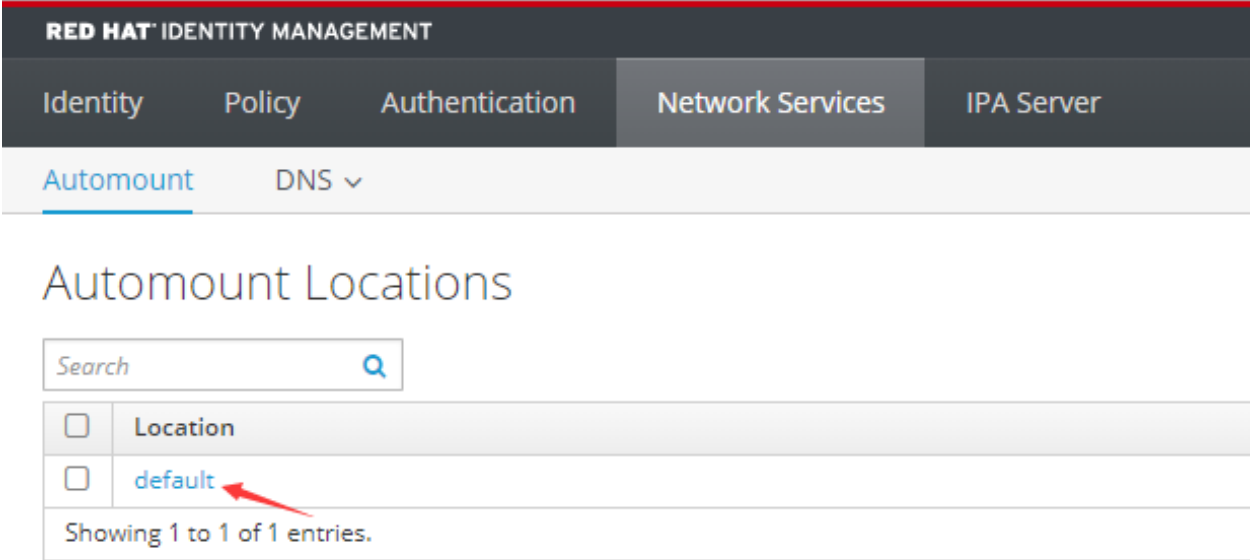 RED HAT IDENTITY MANAGEMENT
Identity Policy Authentication Network Services IPA Server
Automount DNS
Automount Locations
Search
Location
default
Showing 1 to 1 of 1 entries.